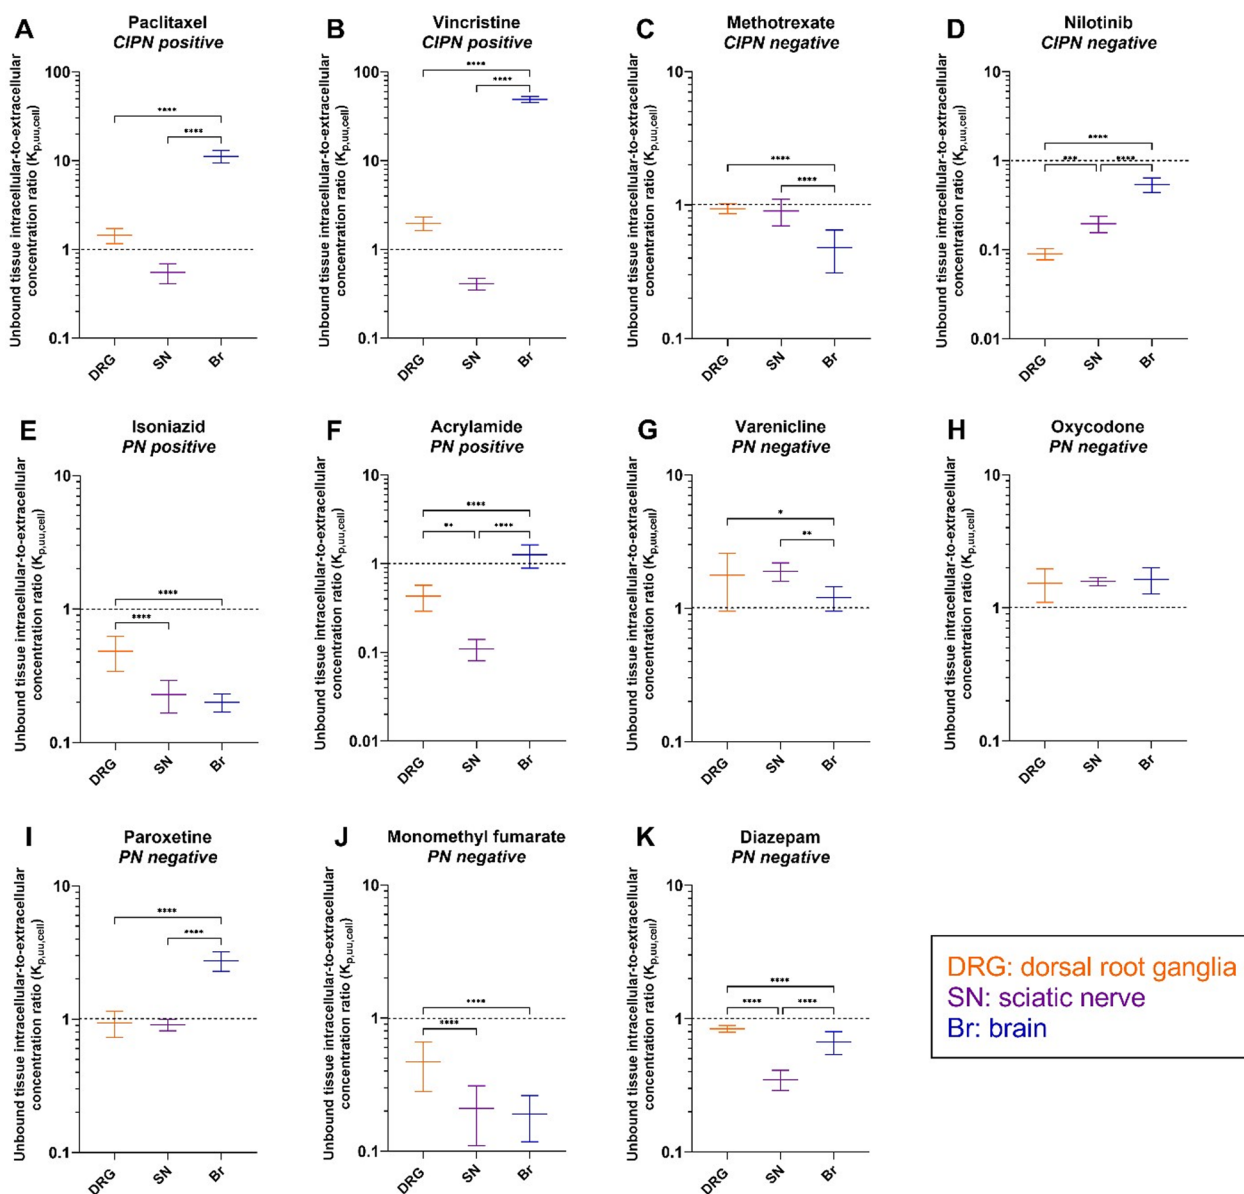 A
Paclitaxel
CIPN positive
Unbound tissue intracellular-to-extracellular
concentration ratio (Kp,uu,cell)
100
10
1
0.1
****
****
DRG
SN
Br
B
Vincristine
CIPN positive
Unbound tissue intracellular-to-extracellular
concentration ratio (Kp,uu,cell)
100
10
1
0.1
****
****
DRG
SN
Br
C
Methotrexate
CIPN negative
Unbound tissue intracellular-to-extracellular
concentration ratio (Kp,uu,cell)
10
1
0.1
****
****
DRG
SN
Br
D
Nilotinib
CIPN negative
Unbound tissue intracellular-to-extracellular
concentration ratio (Kp,uu,cell)
10
1
0.1
0.01
****
***
****
DRG
SN
Br
E
Isoniazid
PN positive
Unbound tissue intracellular-to-extracellular
concentration ratio (Kp,uu,cell)
10
1
0.1
****
****
DRG
SN
Br
F
Acrylamide
PN positive
Unbound tissue intracellular-to-extracellular
concentration ratio (Kp,uu,cell)
10
1
0.1
0.01
****
**
****
DRG
SN
Br
G
Varenicline
PN negative
Unbound tissue intracellular-to-extracellular
concentration ratio (Kp,uu,cell)
10
1
0.1
*
**
DRG
SN
Br
H
Oxycodone
PN negative
Unbound tissue intracellular-to-extracellular
concentration ratio (Kp,uu,cell)
10
1
0.1
DRG
SN
Br
I
Paroxetine
PN negative
Unbound tissue intracellular-to-extracellular
concentration ratio (Kp,uu,cell)
10
1
0.1
****
****
DRG
SN
Br
J
Monomethyl fumarate
PN negative
Unbound tissue intracellular-to-extracellular
concentration ratio (Kp,uu,cell)
10
1
0.1
****
****
DRG
SN
Br
K
Diazepam
PN negative
Unbound tissue intracellular-to-extracellular
concentration ratio (Kp,uu,cell)
10
1
0.1
****
****
****
DRG
SN
Br
DRG: dorsal root ganglia
SN: sciatic nerve
Br: brain